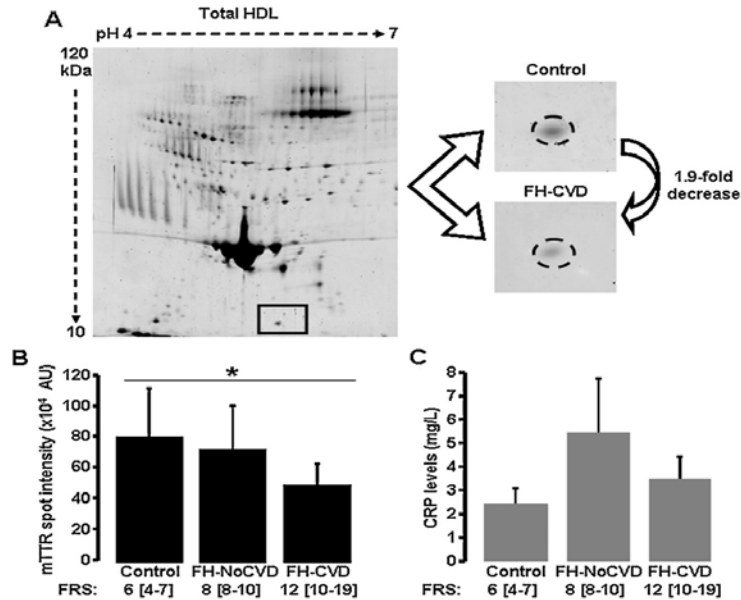 A
Total HDL
pH 4
7
120
kDa
10
Control
FH-CVD
1.9-fold
decrease
B
mTTR spot intensity (x10⁴ AU)
120
100
80
60
40
20
0
*
Control
FH-NoCVD
FH-CVD
FRS: 6 [4-7] 8 [8-10] 12 [10-19]
C
CRP levels (mg/L)
8
7
6
5
4
3
2
1
0
Control
FH-NoCVD
FH-CVD
FRS: 6 [4-7] 8 [8-10] 12 [10-19]